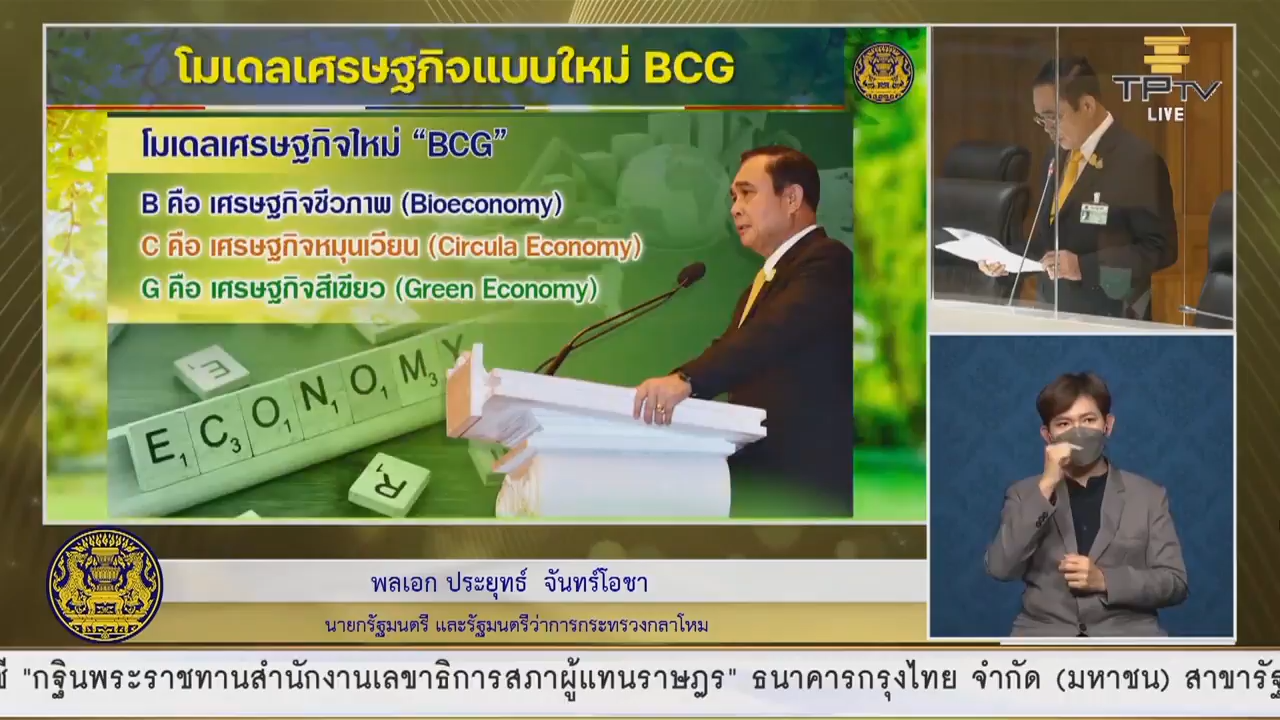 โมเดลเศรษฐกิจแบบใหม่ BCG
โมเดลเศรษฐกิจใหม่ “BCG”
B คือ เศรษฐกิจชีวภาพ (Bioeconomy)
C คือ เศรษฐกิจหมุนเวียน (Circula Economy)
G คือ เศรษฐกิจสีเขียว (Green Economy)
E1 C3 O1 N1 O1 M3 Y
E
R1
TPTV
LIVE
พลเอก ประยุทธ์ จันทร์โอชา
นายกรัฐมนตรี และรัฐมนตรีว่าการกระทรวงกลาโหม
ชี "กฐินพระราชทานสำนักงานเลขาธิการสภาผู้แทนราษฎร" ธนาคารกรุงไทย จำกัด (มหาชน) สาขารัฐ